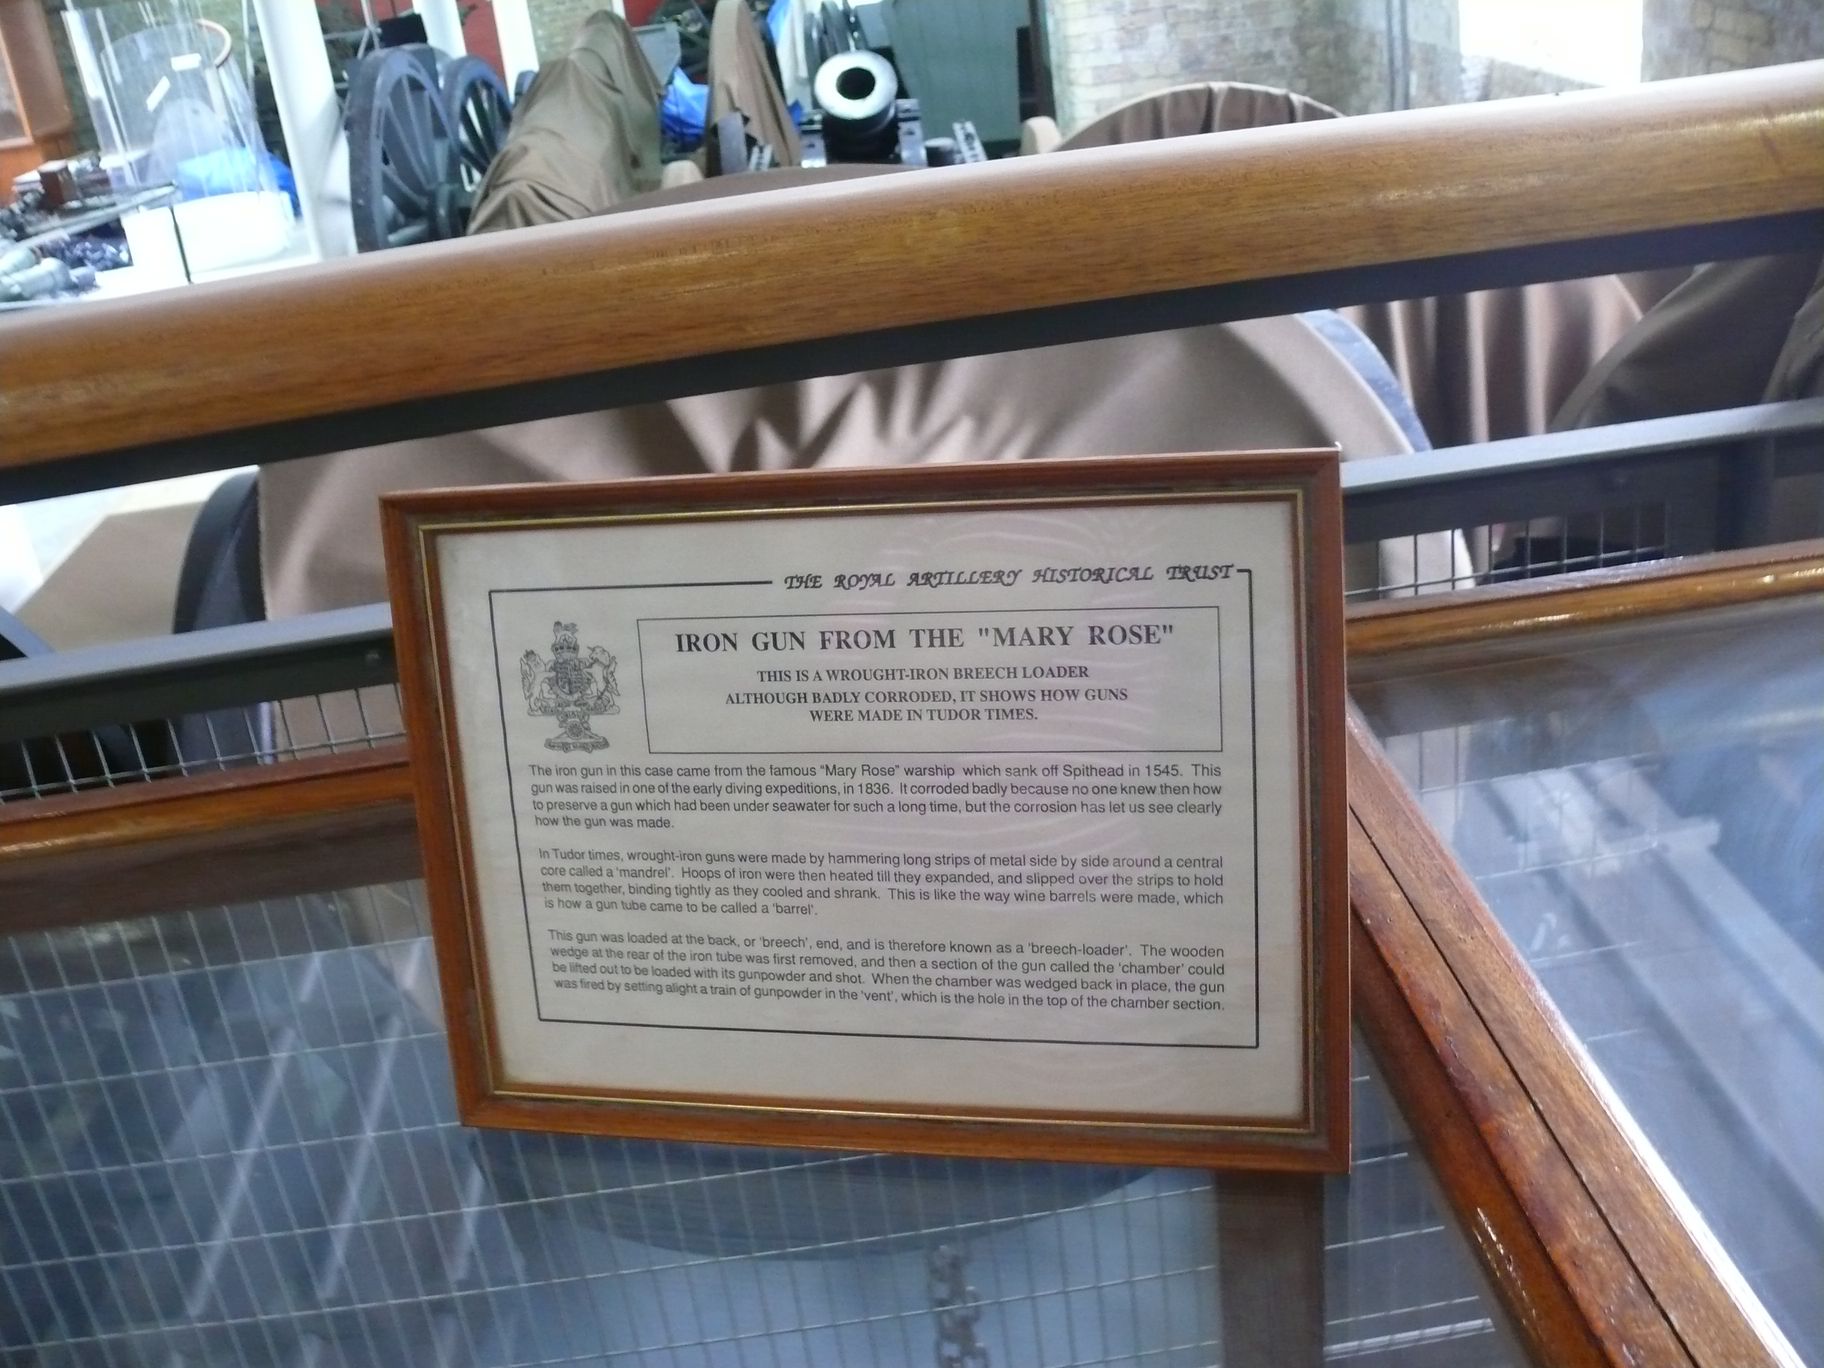 THE ROYAL ARTILLERY HISTORICAL TRUST
IRON GUN FROM THE "MARY ROSE"
THIS IS A WROUGHT-IRON BREECH LOADER
ALTHOUGH BADLY CORRODED, IT SHOWS HOW GUNS
WERE MADE IN TUDOR TIMES.
The iron gun in this case came from the famous "Mary Rose" warship which sank off Spithead in 1545. This
gun was raised in one of the early diving expeditions, in 1836. It corroded badly because no one knew then how
to preserve a gun which had been under seawater for such a long time, but the corrosion has let us see clearly
how the gun was made.
In Tudor times, wrought-iron guns were made by hammering long strips of metal side by side around a central
core called a 'mandrel'. Hoops of iron were then heated till they expanded, and slipped over the strips to hold
them together, binding tightly as they cooled and shrank. This is like the way wine barrels were made, which
is how a gun tube came to be called a 'barrel'.
This gun was loaded at the back, or 'breech', end, and is therefore known as a 'breech-loader'. The wooden
wedge at the rear of the iron tube was first removed, and then a section of the gun called the 'chamber' could
be lifted out to be loaded with its gunpowder and shot. When the chamber was wedged back in place, the gun
was fired by setting alight a train of gunpowder in the 'vent', which is the hole in the top of the chamber section.